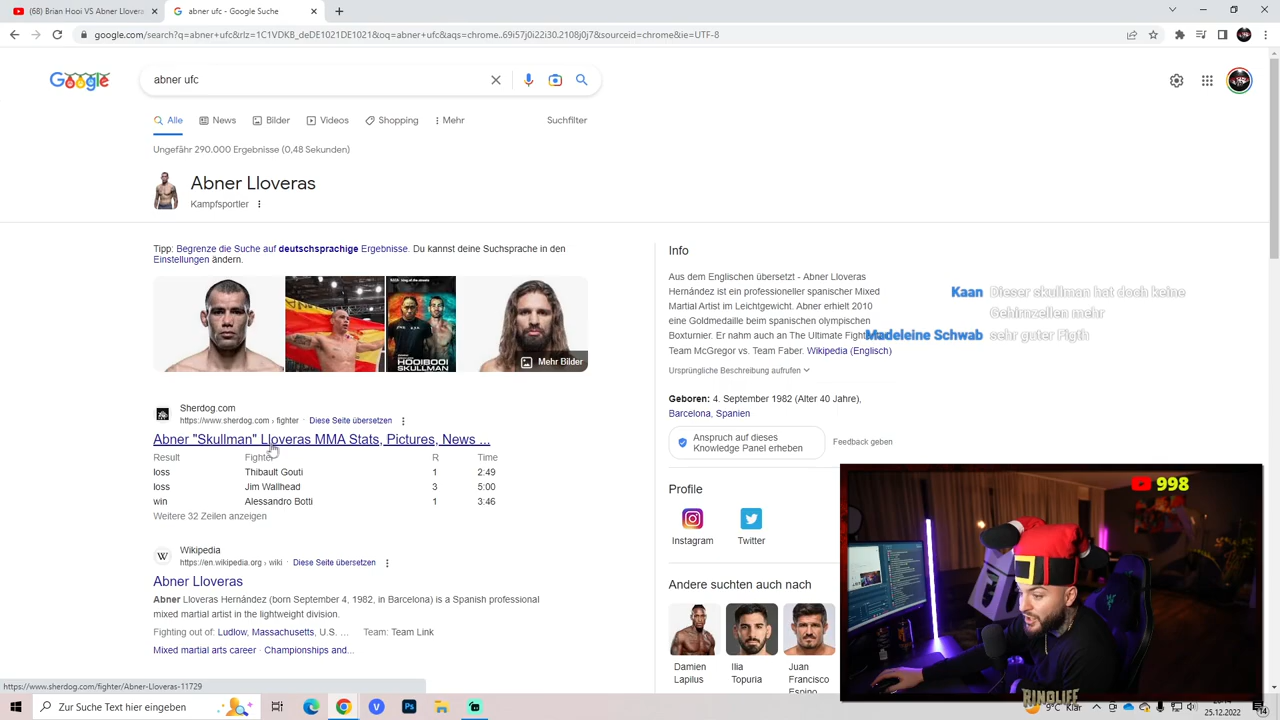 (68) Brian Hooi VS Abner Lloveras
abner ufc - Google Suche
google.com/search?q=abner+ufc&rlz=1C1VDKB_deDE1021DE1021&oq=abner+ufc&aqs=chrome..69i57j0i22i30.2108j0j7&sourceid=chrome&ie=UTF-8
Google
abner ufc
Alle
News
Bilder
Videos
Shopping
Mehr
Suchfilter
Ungefähr 290.000 Ergebnisse (0,48 Sekunden)
Abner Lloveras
Kampfsportler
Tipp: Begrenze die Suche auf deutschsprachige Ergebnisse. Du kannst deine Suchsprache in den
Einstellungen ändern.
HOOIBOOI
SKULLMAN
Mehr Bilder
Sherdog.com
https://www.sherdog.com › fighter
Diese Seite übersetzen
Abner "Skullman" Lloveras MMA Stats, Pictures, News ...
Result Fighter R Time
loss Thibault Gouti 1 2:49
loss Jim Wallhead 3 5:00
win Alessandro Botti 1 3:46
Weitere 32 Zeilen anzeigen
W
Wikipedia
https://en.wikipedia.org › wiki
Diese Seite übersetzen
Abner Lloveras
Abner Lloveras Hernández (born September 4, 1982, in Barcelona) is a Spanish professional
mixed martial artist in the lightweight division.
Fighting out of: Ludlow, Massachusetts, U.S. ... Team: Team Link
Mixed martial arts career · Championships and...
Info
Aus dem Englischen übersetzt - Abner Lloveras
Hernández ist ein professioneller spanischer Mixed
Martial Artist im Leichtgewicht. Abner erhielt 2010
eine Goldmedaille beim spanischen olympischen
Boxturnier. Er nahm auch an The Ultimate
Team McGregor vs. Team Faber. Wikipedia (Englisch)
Ursprüngliche Beschreibung aufrufen
Geboren: 4. September 1982 (Alter 40 Jahre),
Barcelona, Spanien
Anspruch auf dieses
Knowledge Panel erheben
Feedback geben
Profile
Instagram
Twitter
Andere suchten auch nach
Damien
Lapilus
Ilia
Topuria
Juan
Francisco
Espino
Kaan Dieser skullman hat doch keine
Gehirnzellen mehr
Madeleine Schwab sehr guter Figth
998
RINGLIFE
https://www.sherdog.com/fighter/Abner-Lloveras-11729
Zur Suche Text hier eingeben
9°C Klar
25.12.2022